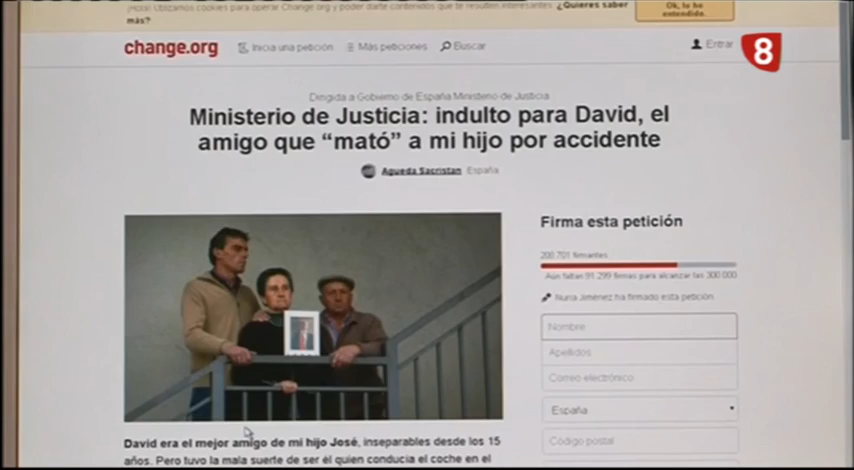 ¡Hola! Utilizamos cookies para operar Change.org y poder darte contenidos que te resulten interesantes. ¿Quieres saber
más?
Ok, lo he
entendido.
change.org
Inicia una petición
Más peticiones
Buscar
Entrar
8
Dirigida a Gobierno de España Ministerio de Justicia
Ministerio de Justicia: indulto para David, el
amigo que “mató” a mi hijo por accidente
Agueda Sacristan España
Firma esta petición
208.701 firmantes
Aún faltan 91.299 firmas para alcanzar las 300.000
Nuria Jiménez ha firmado esta petición
Nombre
Apellidos
Correo electrónico
España
Código postal
David era el mejor amigo de mi hijo José, inseparables desde los 15
años. Pero tuvo la mala suerte de ser él quien conducía el coche en el